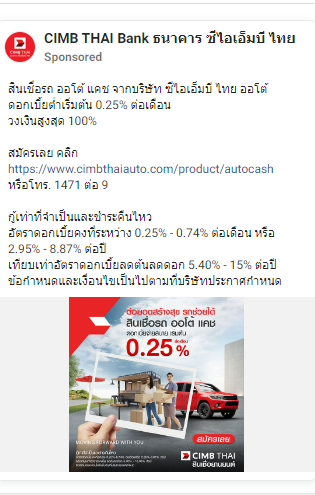 CIMB THAI Bank ธนาคาร ซีไอเอ็มบี ไทย
Sponsored
สินเชื่อรถ ออโต้ แคช จากบริษัท ซีไอเอ็มบี ไทย ออโต้
ดอกเบี้ยต่ำเริ่มต้น 0.25% ต่อเดือน
วงเงินสูงสุด 100%
สมัครเลย คลิก
https://www.cimbthaiauto.com/product/autocash
หรือโทร. 1471 ต่อ 9
กู้เท่าที่จำเป็นและชำระคืนไหว
อัตราดอกเบี้ยคงที่ระหว่าง 0.25% - 0.74% ต่อเดือน หรือ
2.95% - 8.87% ต่อปี
เทียบเท่าอัตราดอกเบี้ยลดต้นลดดอก 5.40% - 15% ต่อปี
ข้อกำหนดและเงื่อนไขเป็นไปตามที่บริษัทประกาศกำหนด
ต่อยอดสร้างสุข รถช่วยได้
สินเชื่อรถ ออโต้ แคช
ดอกเบี้ยจ่ายสบาย เริ่มต้น
0.25% ต่อเดือน
MOVING FORWARD WITH YOU
สมัครเลย
CIMB THAI
สินเชื่อยานยนต์